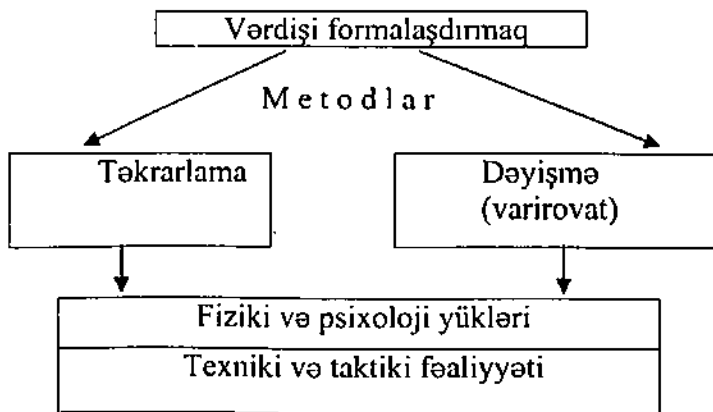 Vərdişi formalaşdırmaq
Metodlar
Təkrarlama
Dəyişmə
(varirovat)
Fiziki və psixoloji yükləri
Texniki və taktiki fəaliyyəti